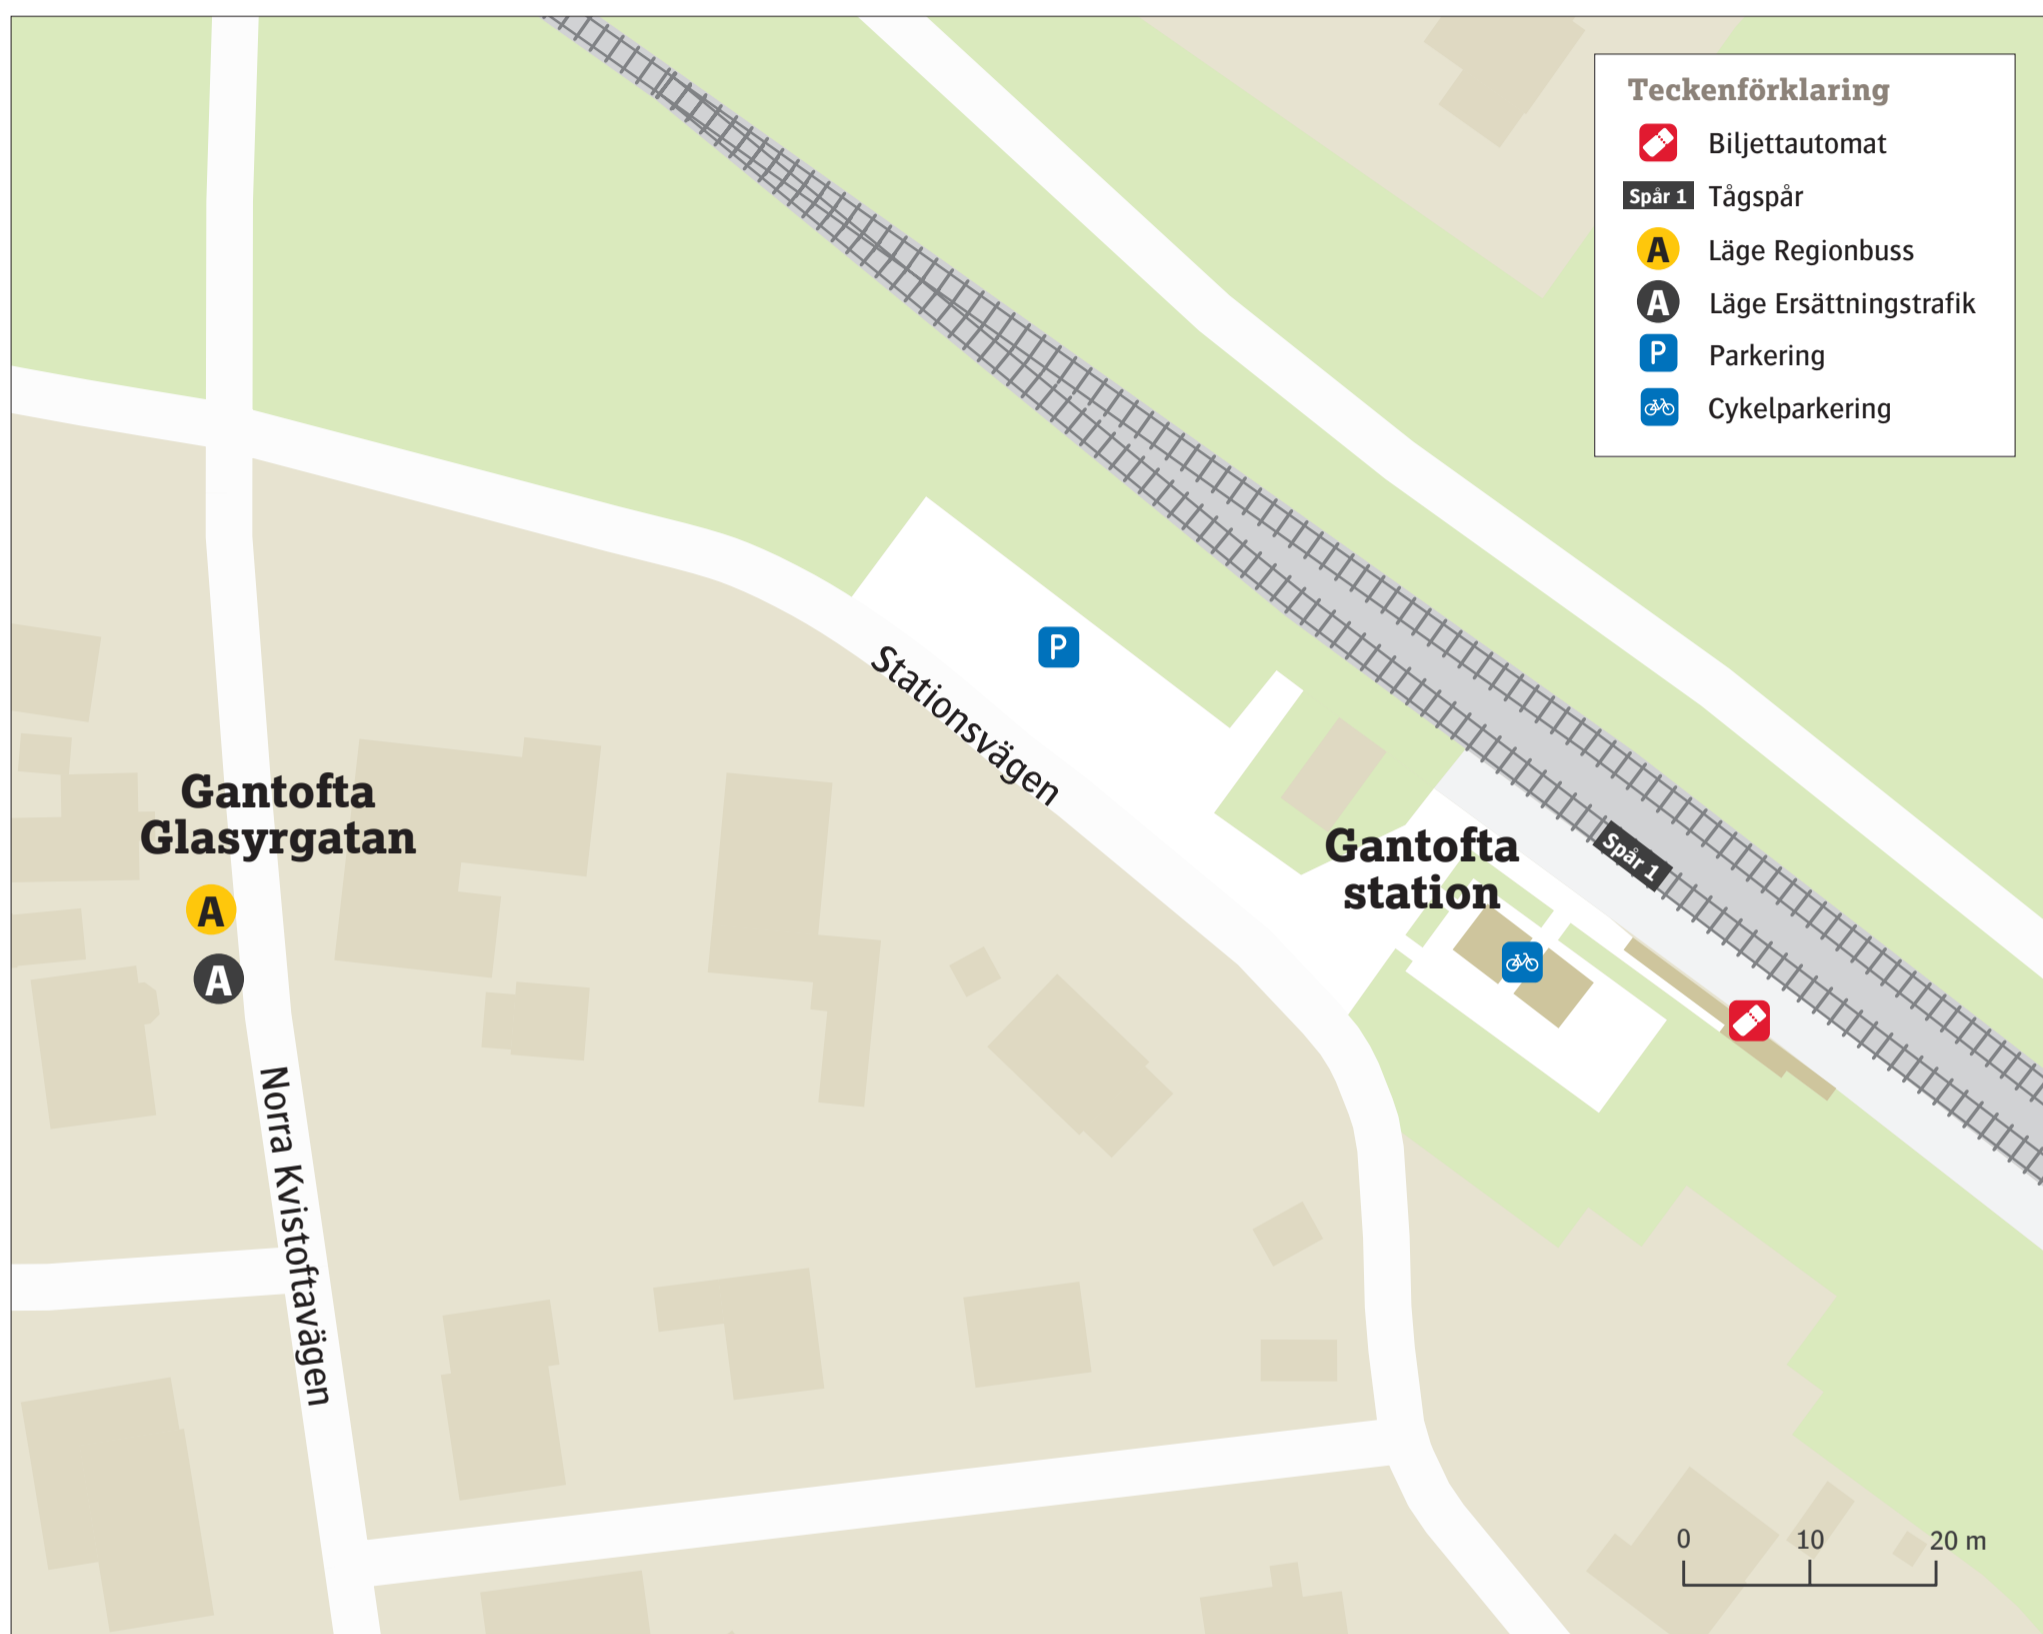 Teckenförklaring
Biljettautomat
Spår 1 Tågspår
A Läge Regionbuss
A Läge Ersättningstrafik
P Parkering
Cykelparkering
P
Stationsvägen
Gantofta
Glasyrgatan
A
A
Gantofta
station
Spår 1
Norra Kvistoftavägen
0 10 20 m